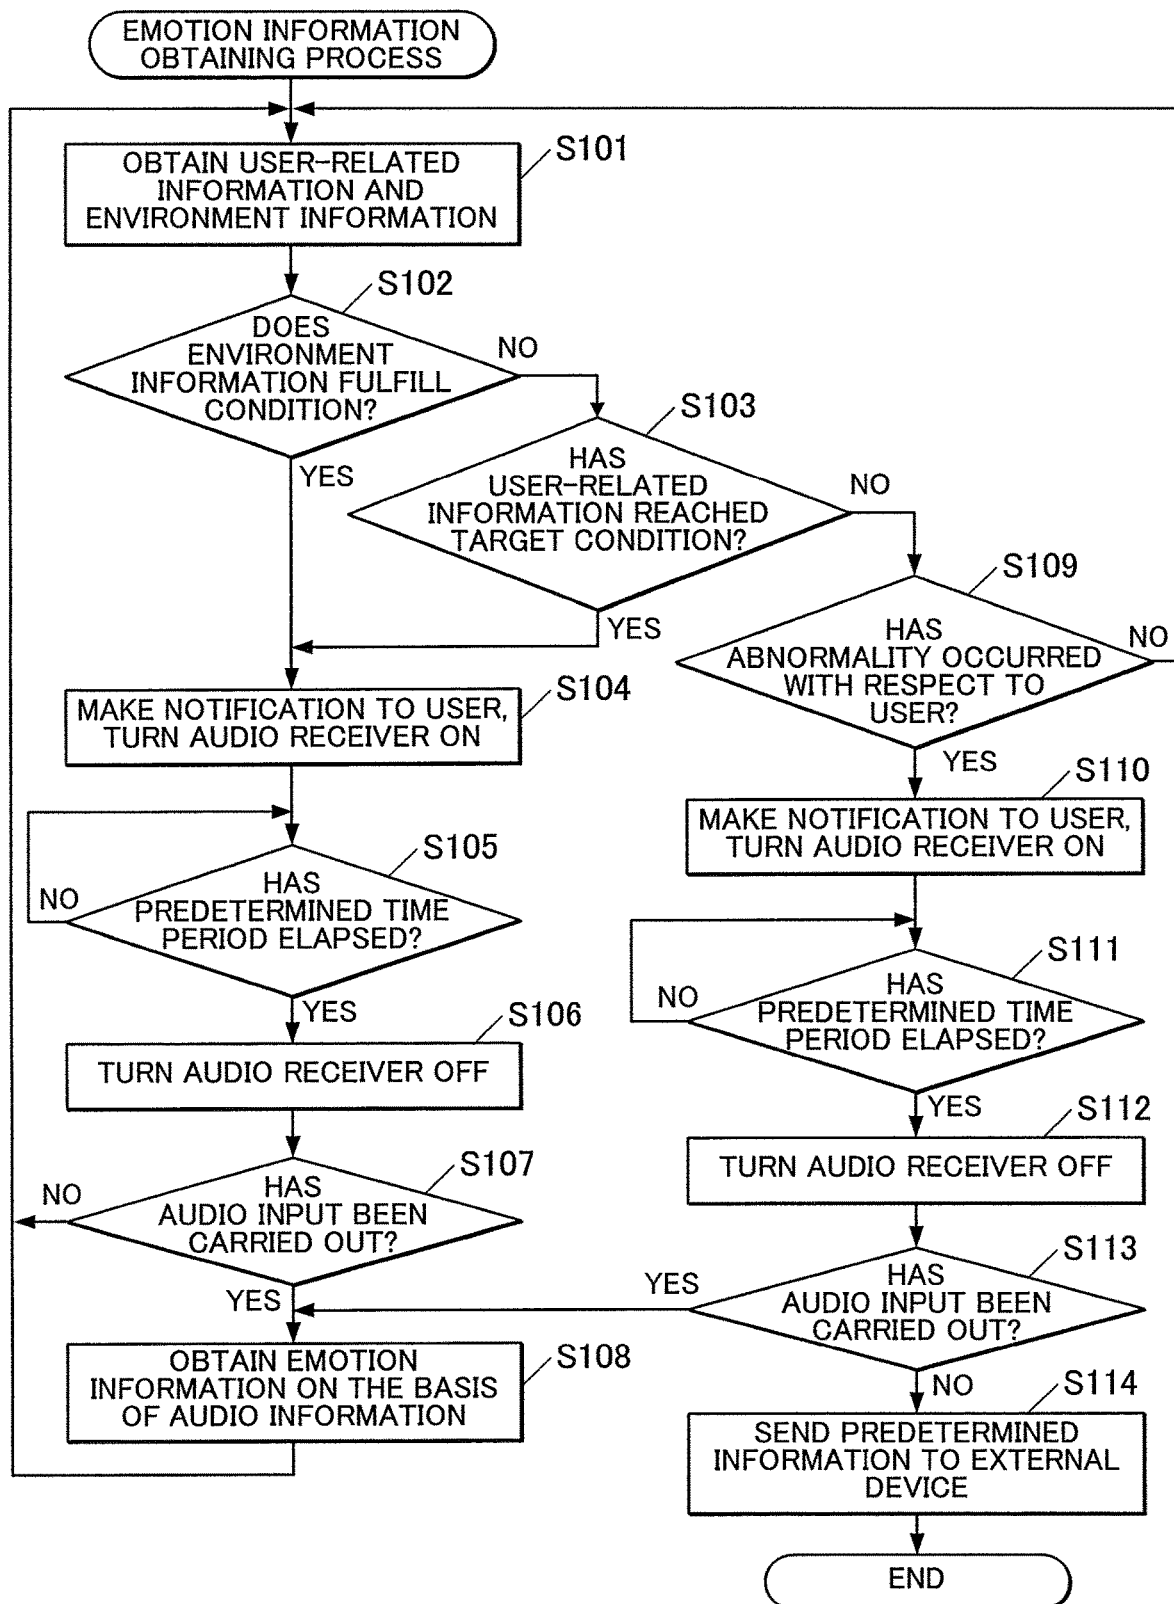 EMOTION INFORMATION
OBTAINING PROCESS
S101
OBTAIN USER-RELATED
INFORMATION AND
ENVIRONMENT INFORMATION
S102
DOES
ENVIRONMENT
INFORMATION FULFILL
CONDITION?
NO
YES
S103
HAS
USER-RELATED
INFORMATION REACHED
TARGET CONDITION?
NO
YES
S109
HAS
ABNORMALITY OCCURRED
WITH RESPECT TO
USER?
NO
YES
S104
MAKE NOTIFICATION TO USER,
TURN AUDIO RECEIVER ON
S105
HAS
PREDETERMINED TIME
PERIOD ELAPSED?
NO
YES
S106
TURN AUDIO RECEIVER OFF
S107
HAS
AUDIO INPUT BEEN
CARRIED OUT?
NO
YES
S108
OBTAIN EMOTION
INFORMATION ON THE BASIS
OF AUDIO INFORMATION
S110
MAKE NOTIFICATION TO USER,
TURN AUDIO RECEIVER ON
S111
HAS
PREDETERMINED TIME
PERIOD ELAPSED?
NO
YES
S112
TURN AUDIO RECEIVER OFF
S113
HAS
AUDIO INPUT BEEN
CARRIED OUT?
YES
NO
S114
SEND PREDETERMINED
INFORMATION TO EXTERNAL
DEVICE
END